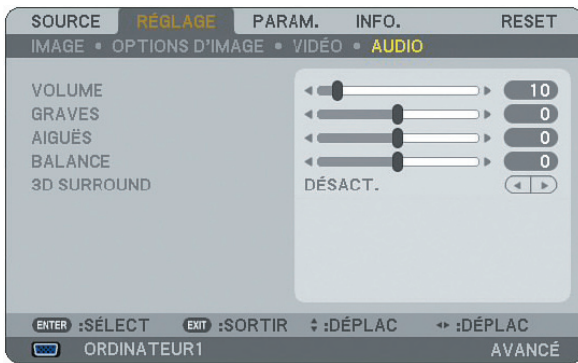 SOURCE RÉGLAGE PARAM. INFO. RESET
IMAGE • OPTIONS D'IMAGE • VIDÉO • AUDIO
VOLUME 10
GRAVES 0
AIGUËS 0
BALANCE 0
3D SURROUND DÉSACT.
ENTER :SÉLECT EXIT :SORTIR :DÉPLAC :DÉPLAC
ORDINATEUR1 AVANCÉ